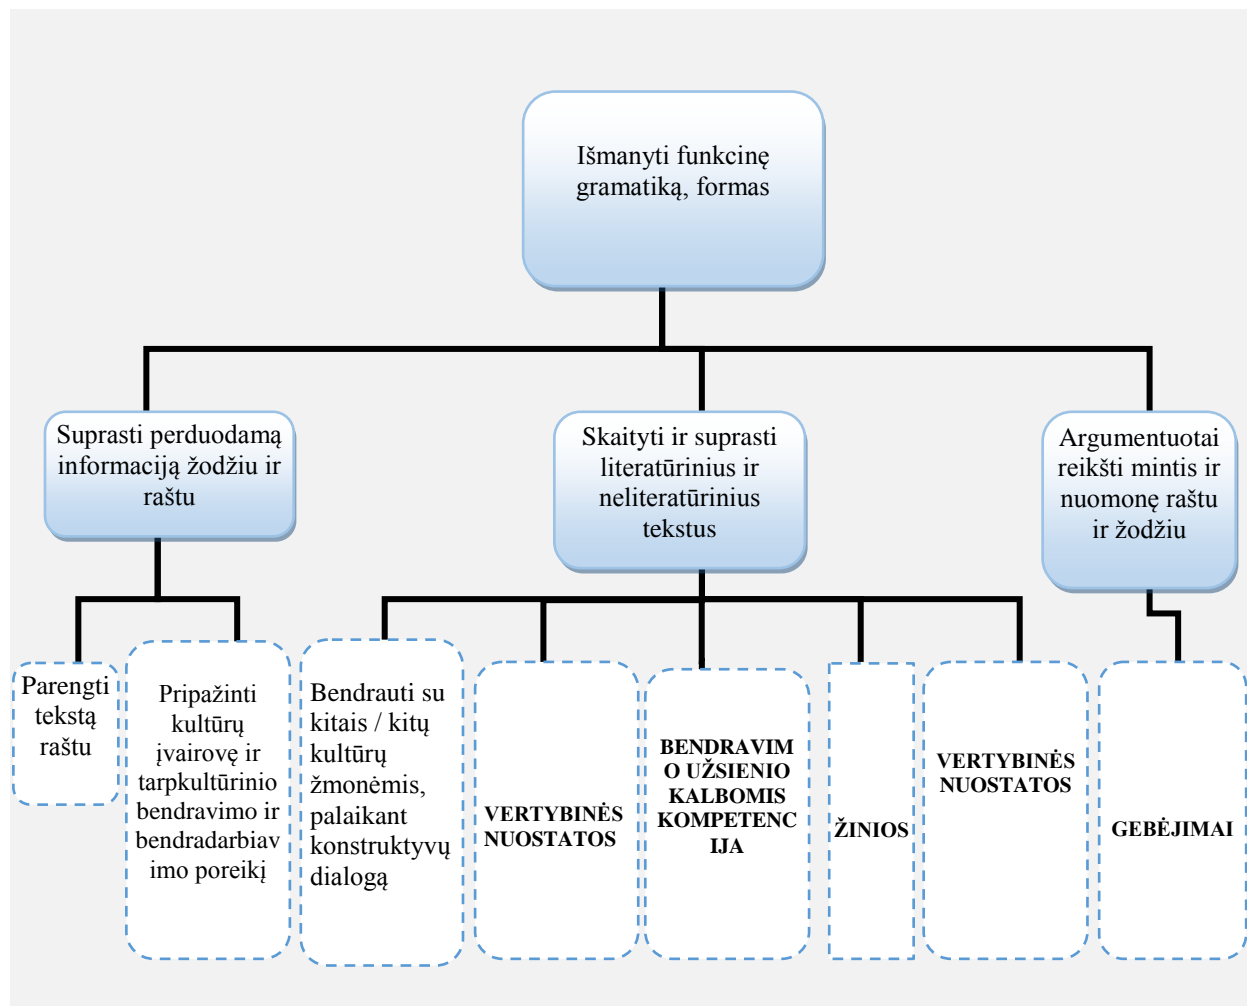 Išmanyti funkcinę
gramatiką, formas
Suprasti perduodamą
informaciją žodžiu ir
raštu
Skaityti ir suprasti
literatūrinius ir
neliteratūrinius
tekstus
Argumentuotai
reikšti mintis ir
nuomonę raštu
ir žodžiu
Parengti
tekstą
raštu
Pripažinti
kultūrų
įvairovę ir
tarpkultūrinio
bendravimo ir
bendradarbiav
imo poreikį
Bendrauti su
kitais / kitų
kultūrų
žmonėmis,
palaikant
konstruktyvų
dialogą
VERTYBINĖS
NUOSTATOS
BENDRAVIM
O UŽSIENIO
KALBOMIS
KOMPETENC
IJA
ŽINIOS
VERTYBINĖS
NUOSTATOS
GEBĖJIMAI